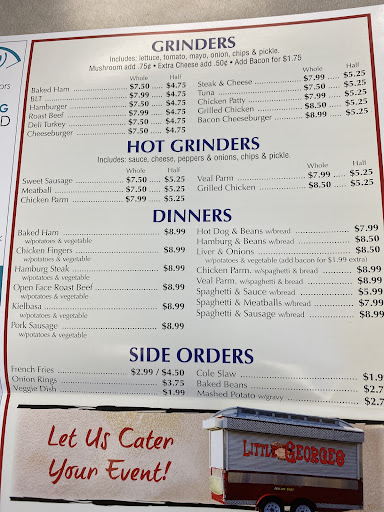 GRINDERS
Includes: lettuce, tomato, mayo, onion, chips & pickle.
Mushroom add .75¢ • Extra Cheese add .50¢ • Add Bacon for $1.75
Whole Half
Baked Ham $7.50 ..... $4.75
BLT $7.99 ..... $4.75
Hamburger $7.50 ..... $4.75
Roast Beef $7.99 ..... $4.75
Deli Turkey $7.50 ..... $4.75
Cheeseburger $7.50 ..... $4.75
Whole Half
Steak & Cheese $7.99 ..... $5.25
Tuna $7.50 ..... $5.25
Chicken Patty $7.99 ..... $5.25
Grilled Chicken $8.50 ..... $5.25
Bacon Cheeseburger $8.99 ..... $5.25
HOT GRINDERS
Includes: sauce, cheese, peppers & onions, chips & pickle.
Whole Half
Sweet Sausage $7.50 ..... $5.25
Meatball $7.50 ..... $5.25
Chicken Parm $7.99 ..... $5.25
Whole Half
Veal Parm $7.99 ..... $5.25
Grilled Chicken $8.50 ..... $5.25
DINNERS
Baked Ham $8.99
w/potatoes & vegetable
Chicken Fingers $8.99
w/potatoes & vegetable
Hamburg Steak $8.99
w/potatoes & vegetable
Open Face Roast Beef $8.99
w/potatoes & vegetable
Kielbasa $8.99
w/potatoes & vegetable
Pork Sausage $8.99
w/potatoes & vegetable
Hot Dog & Beans w/bread $7.99
Hamburg & Beans w/bread $8.50
Liver & Onions $8.50
w/potatoes & vegetable (add bacon for $1.99 extra)
Chicken Parm. w/spaghetti & bread $8.99
Veal Parm. w/spaghetti & bread $8.99
Spaghetti & Sauce w/bread $5.99
Spaghetti & Meatballs w/bread $7.99
Spaghetti & Sausage w/bread $8.99
SIDE ORDERS
French Fries $2.99 / $4.50
Onion Rings $3.75
Veggie Dish $1.99
Cole Slaw $1.9
Baked Beans $2.7
Mashed Potato w/gravy $2.7
Let Us Cater
Your Event!
LITTLE GEORGES